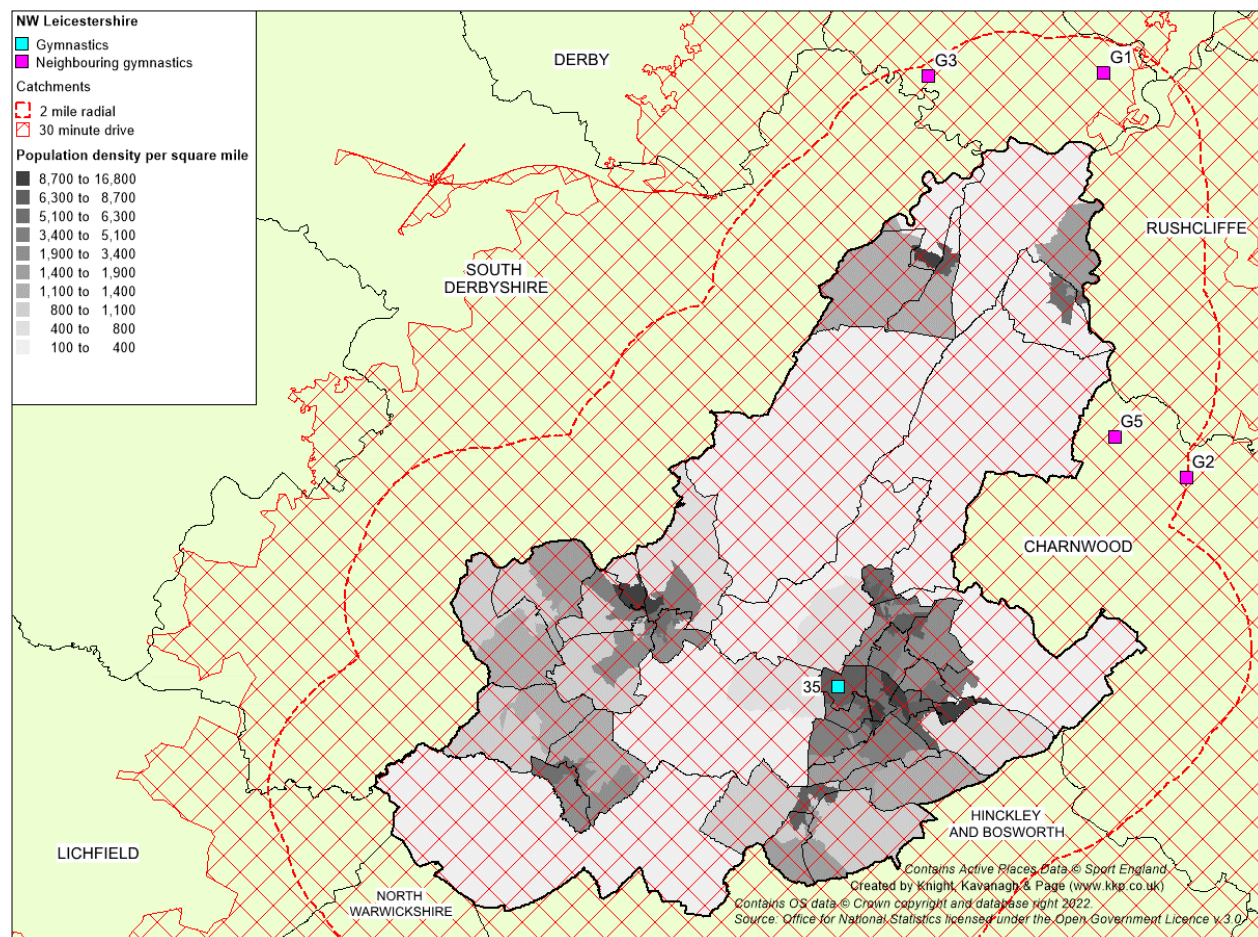 NW Leicestershire
Gymnastics
Neighbouring gymnastics
Catchments
2 mile radial
30 minute drive
Population density per square mile
8,700 to 16,800
6,300 to 8,700
5,100 to 6,300
3,400 to 5,100
1,900 to 3,400
1,400 to 1,900
1,100 to 1,400
800 to 1,100
400 to 800
100 to 400
DERBY
G3
G1
RUSHCLIFFE
SOUTH
DERBYSHIRE
G5
G2
CHARNWOOD
35
HINCKLEY
AND BOSWORTH
LICHFIELD
NORTH
WARWICKSHIRE
Contains Active Places Data © Sport England
Created by Knight, Kavanagh & Page (www.kkp.co.uk)
Contains OS data © Crown copyright and database right 2022.
Source: Office for National Statistics licensed under the Open Government Licence v.3.0